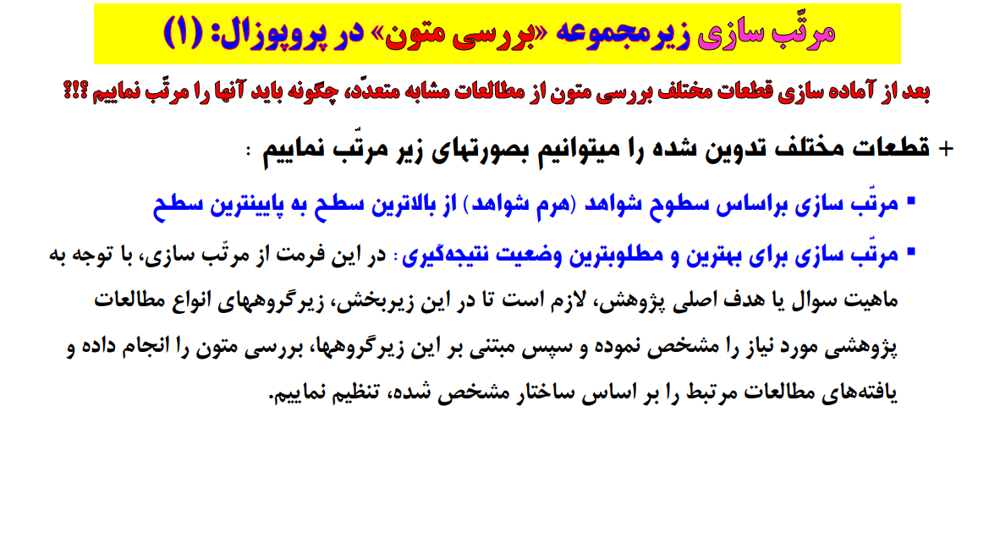 مرتّب سازی زیرمجموعه «بررسی متون» در پروپوزال: (۱)
بعد از آماده سازی قطعات مختلف بررسی متون از مطالعات مشابه متعدّد، چگونه باید آنها را مرتّب نماییم ؟!؟
+ قطعات مختلف تدوین شده را میتوانیم بصورتهای زیر مرتّب نماییم :
▪ مرتّب سازی براساس سطوح شواهد (هرم شواهد) از بالاترین سطح به پایینترین سطح
▪ مرتّب سازی برای بهترین و مطلوبترین وضعیت نتیجه‌گیری: در این فرمت از مرتّب سازی، با توجه به
ماهیت سوال یا هدف اصلی پژوهش، لازم است تا در این زیربخش، زیرگروههای انواع مطالعات
پژوهشی مورد نیاز را مشخص نموده و سپس مبتنی بر این زیرگروهها، بررسی متون را انجام داده و
یافته‌های مطالعات مرتبط را بر اساس ساختار مشخص شده، تنظیم نماییم.